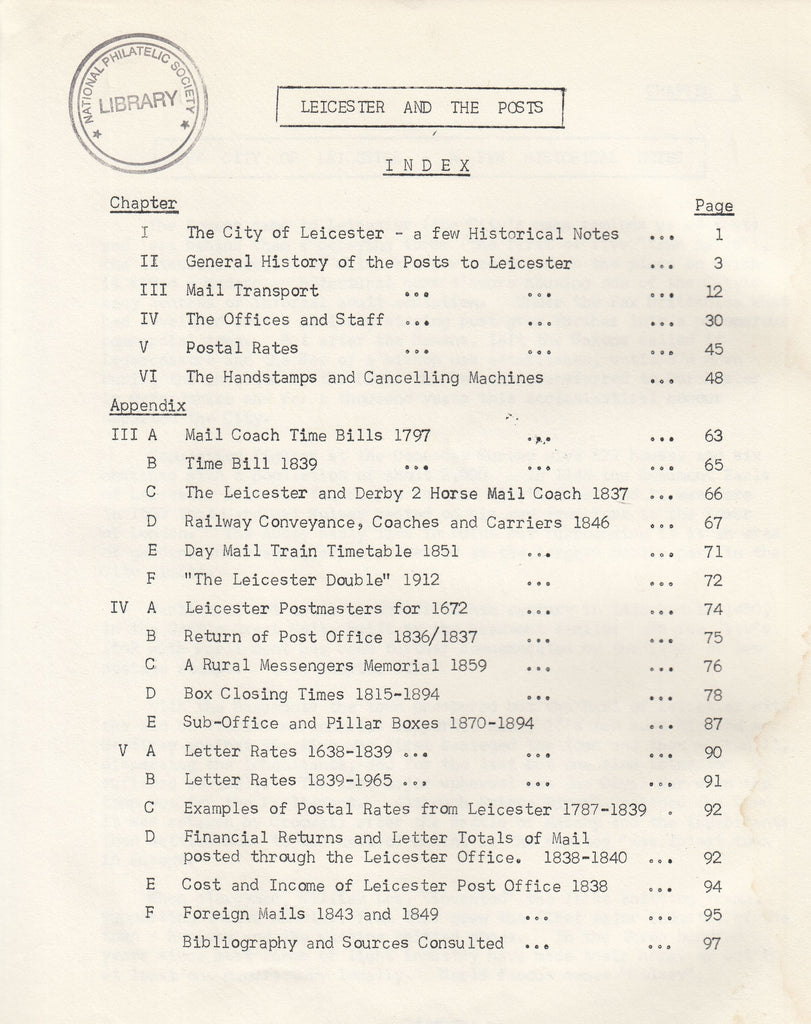 NATIONAL PHILATELIC SOCIETY
LIBRARY
LEICESTER AND THE POSTS
INDEX
Chapter Page
I The City of Leicester - a few Historical Notes ... 1
II General History of the Posts to Leicester ... 3
III Mail Transport ... ... ... 12
IV The Offices and Staff ... ... ... 30
V Postal Rates ... ... ... 45
VI The Handstamps and Cancelling Machines ... 48
Appendix
III A Mail Coach Time Bills 1797 ... ... 63
B Time Bill 1839 ... ... ... 65
C The Leicester and Derby 2 Horse Mail Coach 1837 ... 66
D Railway Conveyance, Coaches and Carriers 1846 ... 67
E Day Mail Train Timetable 1851 ... ... 71
F "The Leicester Double" 1912 ... ... 72
IV A Leicester Postmasters for 1672 ... ... 74
B Return of Post Office 1836/1837 ... ... 75
C A Rural Messengers Memorial 1859 ... ... 76
D Box Closing Times 1815-1894 ... ... 78
E Sub-Office and Pillar Boxes 1870-1894 ... 87
V A Letter Rates 1638-1839 ... ... ... 90
B Letter Rates 1839-1965 ... ... ... 91
C Examples of Postal Rates from Leicester 1787-1839 . 92
D Financial Returns and Letter Totals of Mail
posted through the Leicester Office. 1838-1840 ... 92
E Cost and Income of Leicester Post Office 1838 ... 94
F Foreign Mails 1843 and 1849 ... ... 95
Bibliography and Sources Consulted ... ... 97